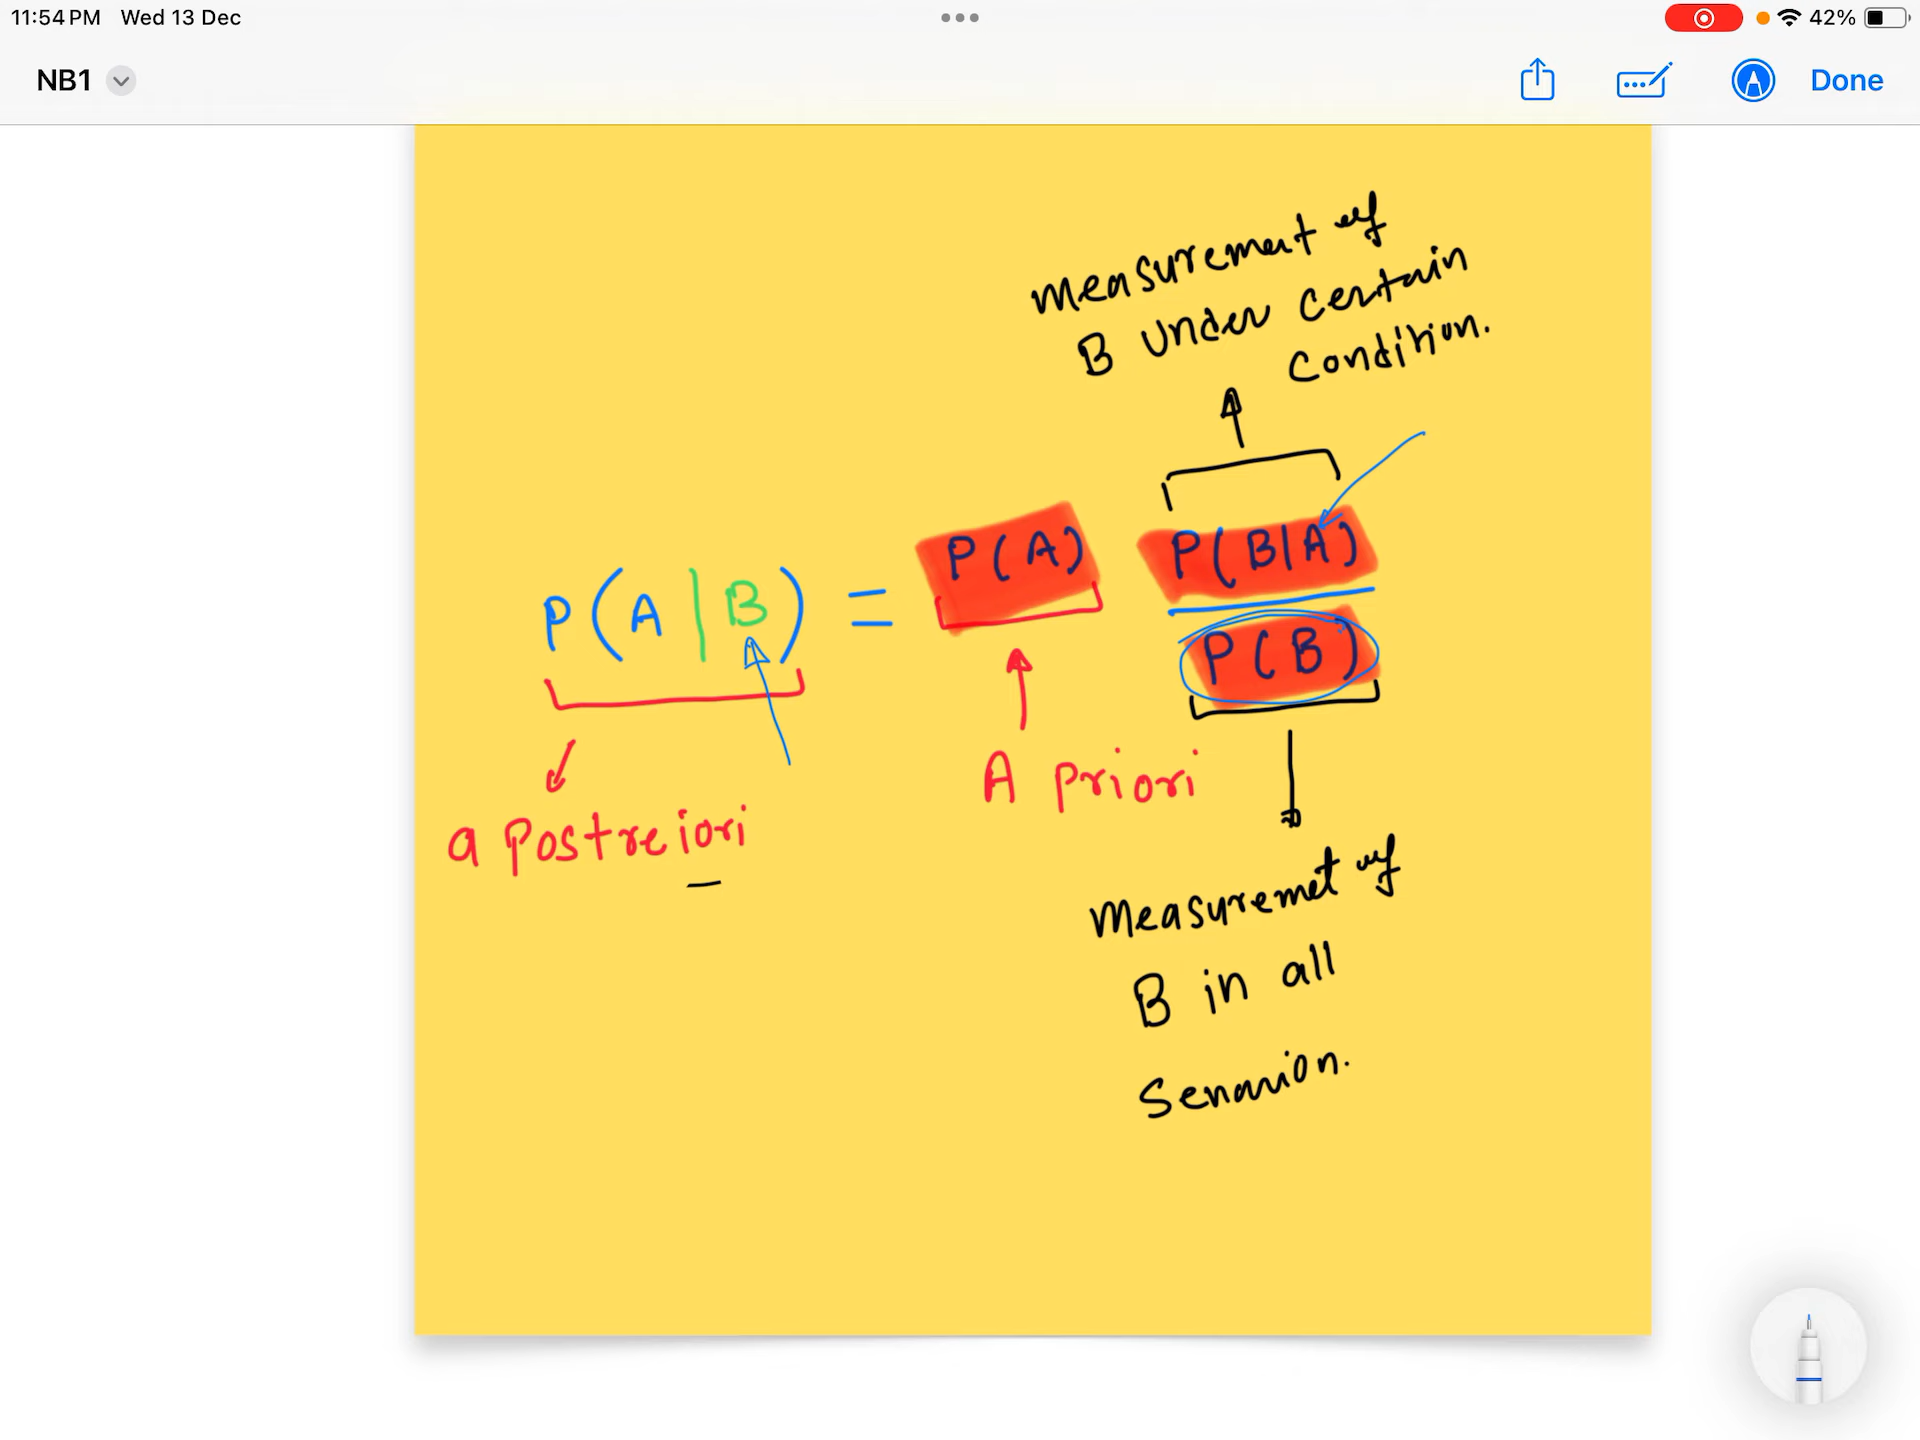 11:54 PM Wed 13 Dec
42%
NB1
Done
Measurement of
B Under Certain
Condition.
P(A|B) = P(A) P(B|A)
P(B)
A Priori
a Postreiori
Measuremet of
B in all
Senarion.